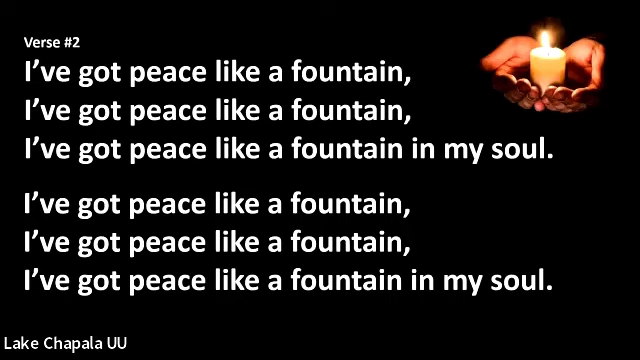 Verse #2
I’ve got peace like a fountain,
I’ve got peace like a fountain,
I’ve got peace like a fountain in my soul.
I’ve got peace like a fountain,
I’ve got peace like a fountain,
I’ve got peace like a fountain in my soul.
Lake Chapala UU